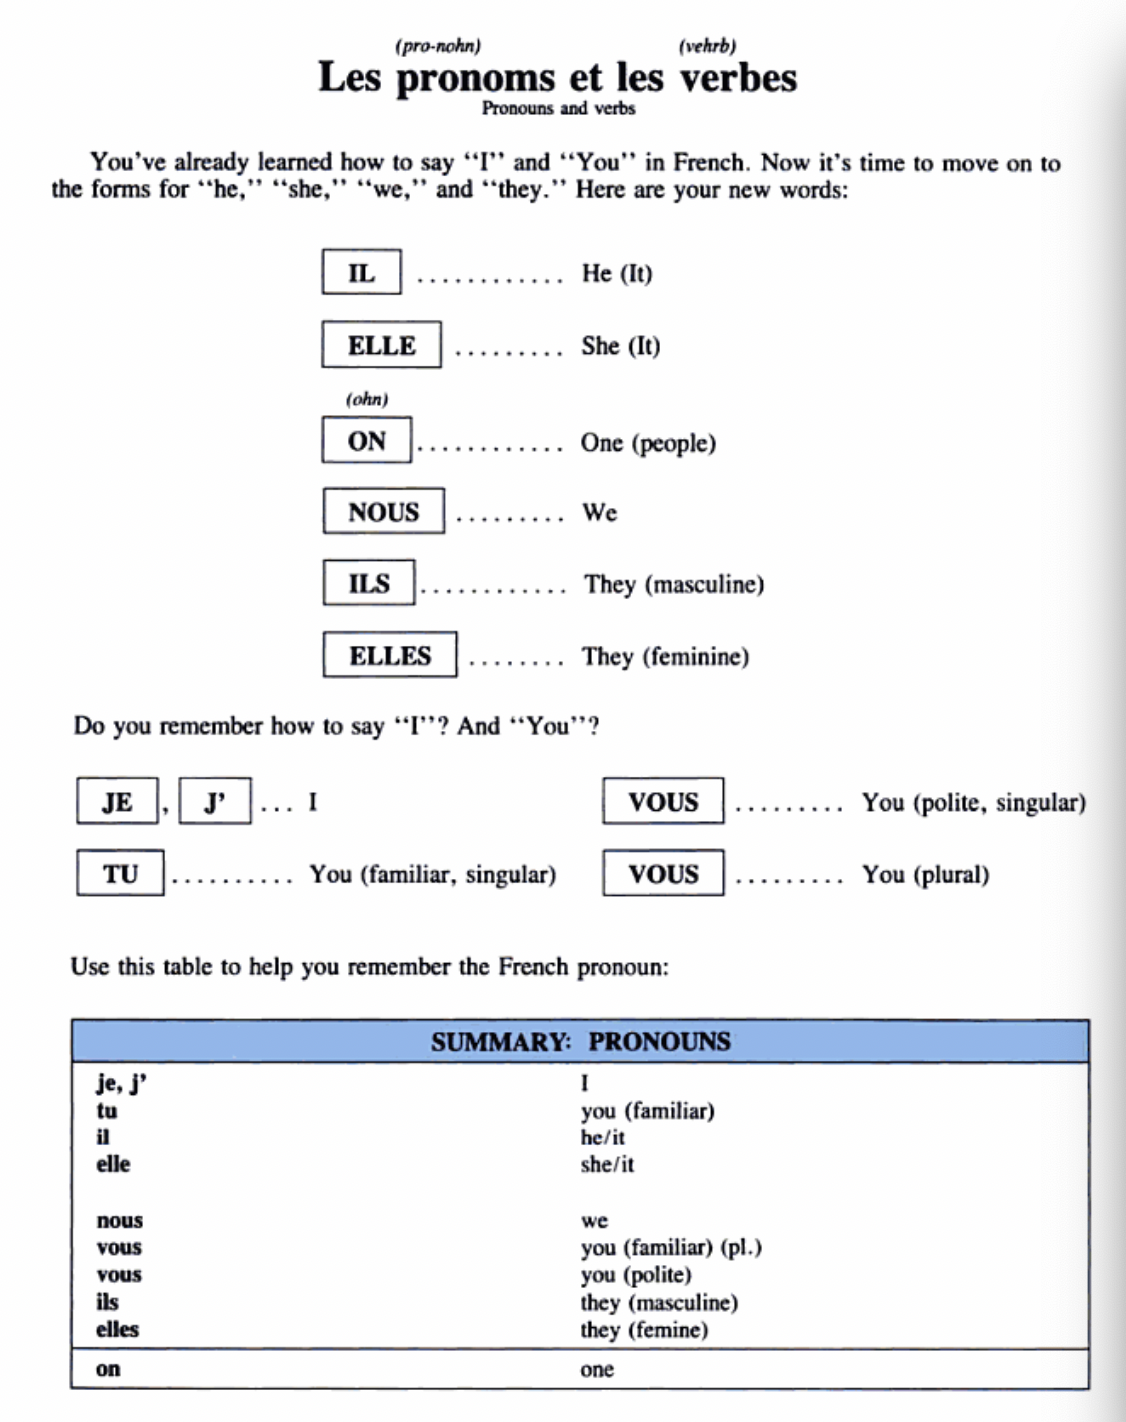 (pro-nohn) (vehrb)
Les pronoms et les verbes
Pronouns and verbs
You've already learned how to say "I" and "You" in French. Now it's time to move on to
the forms for "he," "she," "we," and "they." Here are your new words:
IL ............ He (It)
ELLE ......... She (It)
(ohn)
ON ............ One (people)
NOUS ......... We
ILS ............ They (masculine)
ELLES ........ They (feminine)
Do you remember how to say "I"? And "You"?
JE , J' ... I VOUS ......... You (polite, singular)
TU .......... You (familiar, singular) VOUS ......... You (plural)
Use this table to help you remember the French pronoun:
SUMMARY: PRONOUNS
je, j' I
tu you (familiar)
il he/it
elle she/it
nous we
vous you (familiar) (pl.)
vous you (polite)
ils they (masculine)
elles they (femine)
on one